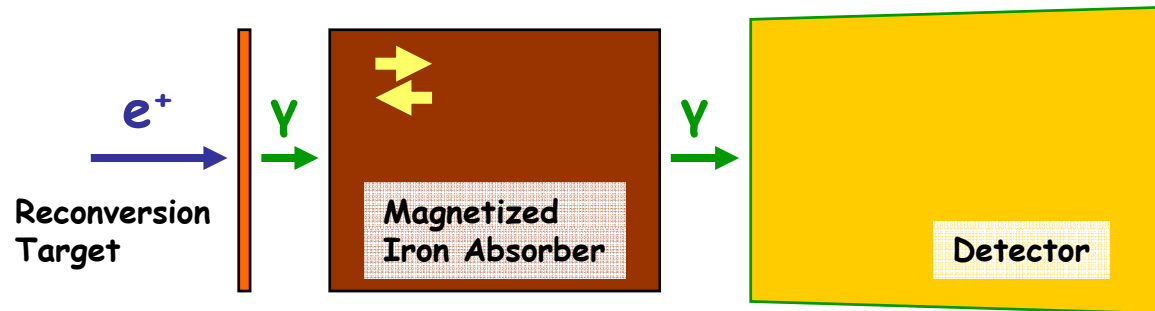 e⁺
γ
γ
Reconversion
Target
Magnetized
Iron Absorber
Detector